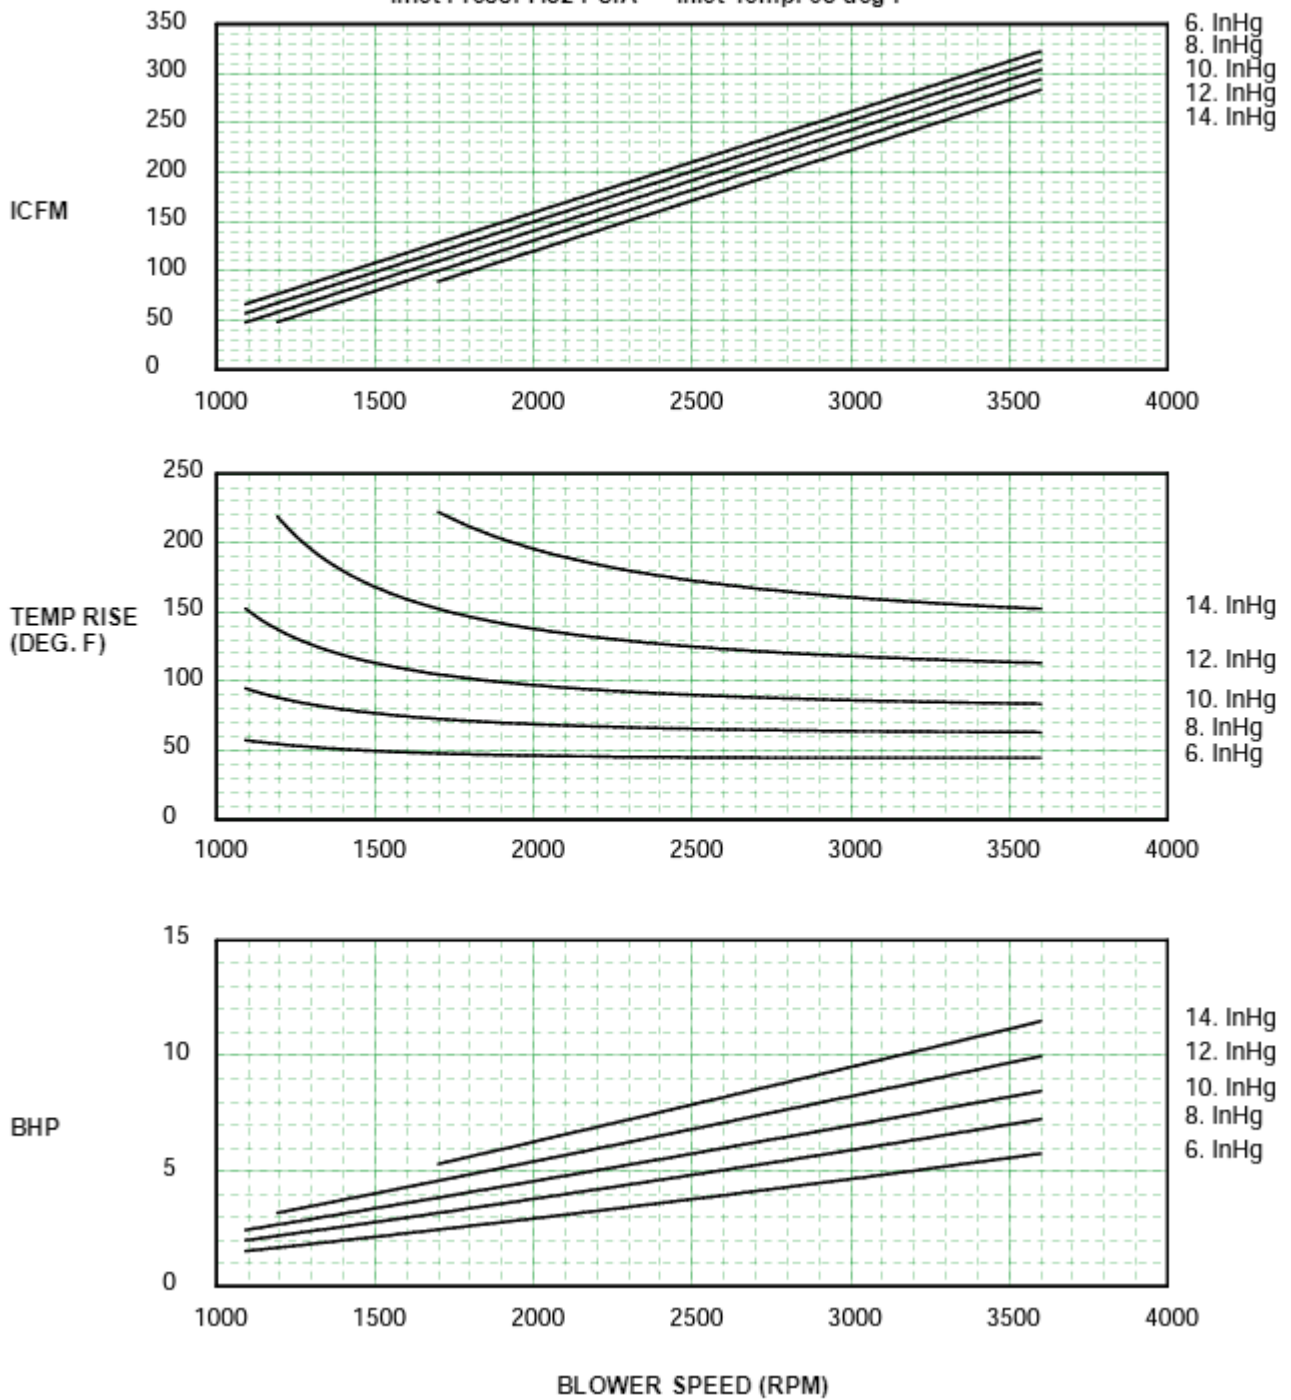 350
300
250
200
150
100
50
0
ICFM
6. InHg
8. InHg
10. InHg
12. InHg
14. InHg
1000 1500 2000 2500 3000 3500 4000
250
200
150
100
50
0
TEMP RISE
(DEG. F)
14. InHg
12. InHg
10. InHg
8. InHg
6. InHg
1000 1500 2000 2500 3000 3500 4000
15
10
5
0
BHP
14. InHg
12. InHg
10. InHg
8. InHg
6. InHg
1000 1500 2000 2500 3000 3500 4000
BLOWER SPEED (RPM)